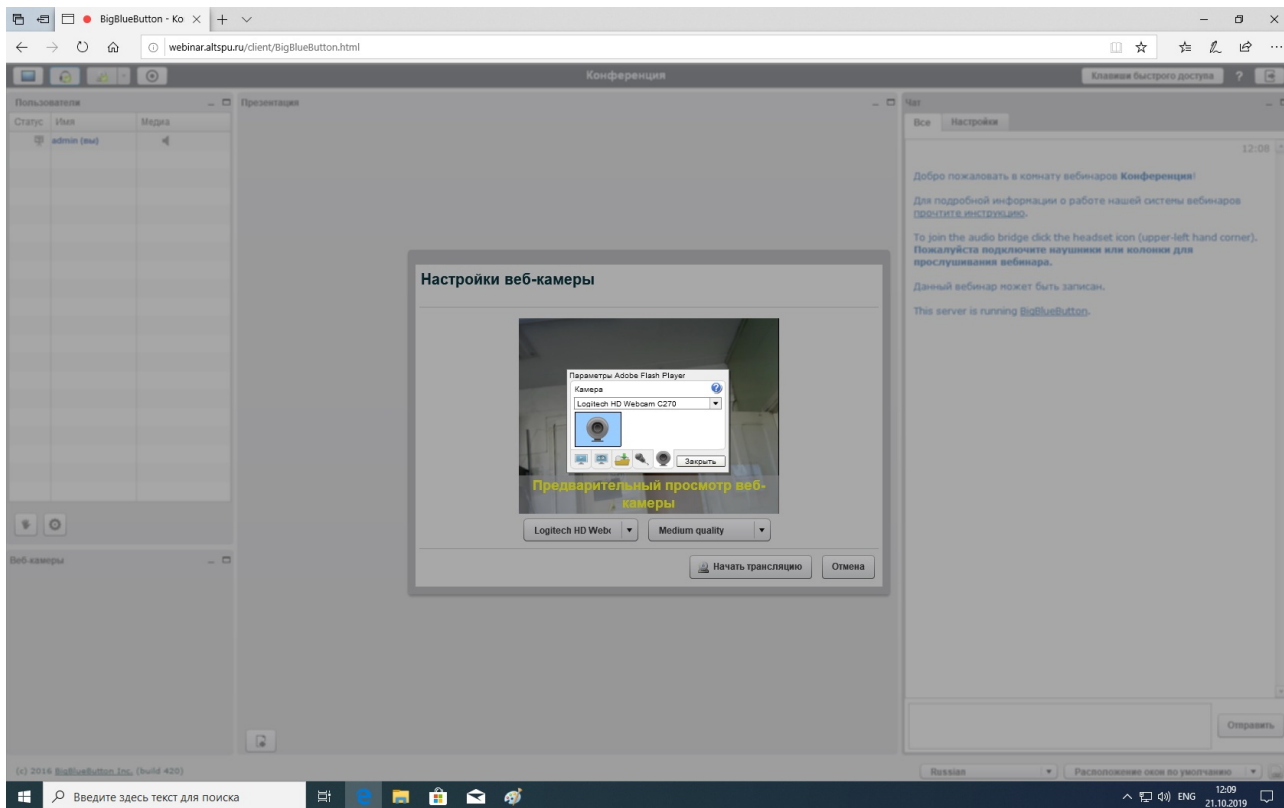 BigBlueButton - Ко
webinar.altspu.ru/client/BigBlueButton.html
Конференция
Клавиши быстрого доступа
?
Пользователи
Статус Имя Медиа
admin (вы)
Презентация
Чат
Все Настройки
12:08
Добро пожаловать в комнату вебинаров Конференция!
Для подробной информации о работе нашей системы вебинаров
прочтите инструкцию.
To join the audio bridge click the headset icon (upper-left hand corner).
Пожалуйста подключите наушники или колонки для
прослушивания вебинара.
Данный вебинар может быть записан.
This server is running BigBlueButton.
Настройки веб-камеры
Параметры Adobe Flash Player
Камера
?
Logitech HD Webcam C270
Закрыть
Предварительный просмотр веб-
камеры
Logitech HD Webc
Medium quality
Начать трансляцию
Отмена
Веб-камеры
Отправить
(c) 2016 BigBlueButton Inc. (build 420)
Russian
Расположение окон по умолчанию
Введите здесь текст для поиска
ENG
12:09
21.10.2019